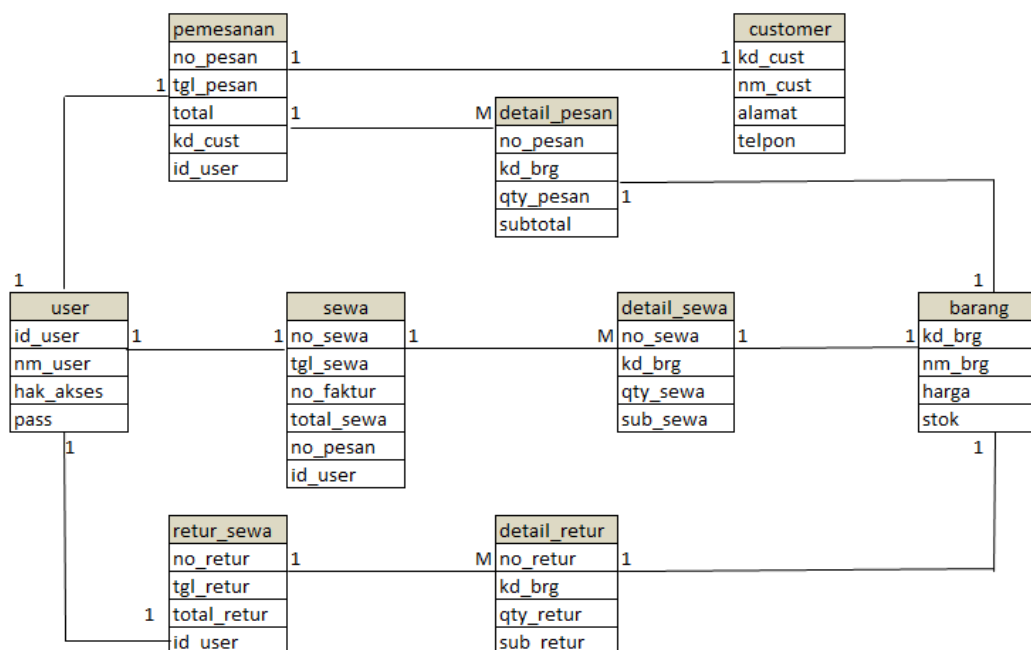 pemesanan
no_pesan
tgl_pesan
total
kd_cust
id_user
1
1
1
1
M
customer
kd_cust
nm_cust
alamat
telpon
detail_pesan
no_pesan
kd_brg
qty_pesan
subtotal
1
1
1
user
id_user
nm_user
hak_akses
pass
1
1
1
sewa
no_sewa
tgl_sewa
no_faktur
total_sewa
no_pesan
id_user
1
M
detail_sewa
no_sewa
kd_brg
qty_sewa
sub_sewa
1
1
barang
kd_brg
nm_brg
harga
stok
1
retur_sewa
no_retur
tgl_retur
total_retur
id_user
1
1
M
detail_retur
no_retur
kd_brg
qty_retur
sub_retur
1